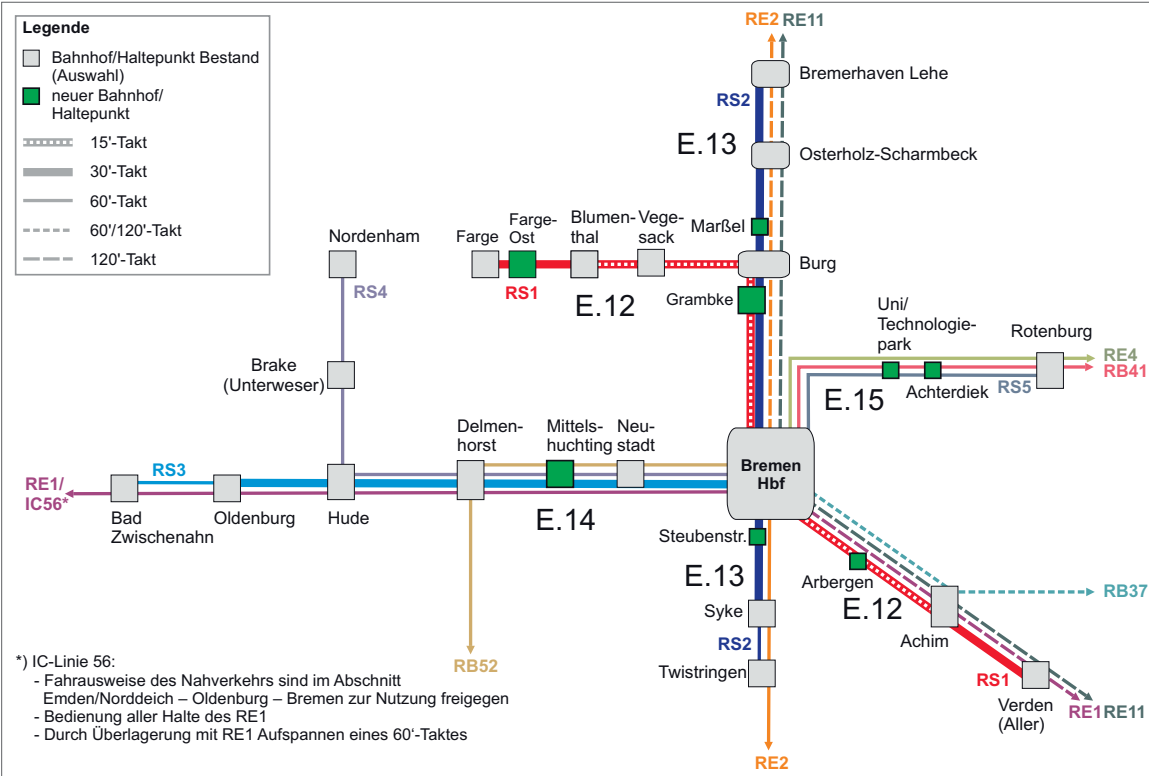 Legende
Bahnhof/Haltepunkt Bestand
(Auswahl)
neuer Bahnhof/
Haltepunkt
15'-Takt
30'-Takt
60'-Takt
60'/120'-Takt
120'-Takt
RE2 RE11
Bremerhaven Lehe
RS2
E.13
Osterholz-Scharmbeck
Marßel
Burg
Grambke
Nordenham
RS4
Brake
(Unterweser)
Farge
Farge-
Ost
Blumen-
thal
Vege-
sack
RS1
E.12
Uni/
Technologie-
park
Rotenburg
RE4
RB41
RS5
Achterdiek
E.15
Delmen-
horst
Mittels-
huchting
Neu-
stadt
Bremen
Hbf
RS3
RE1/
IC56*
Bad
Zwischenahn
Oldenburg
Hude
E.14
Steubenstr.
E.13
Syke
RS2
Twistringen
RE2
RB52
Arbergen
E.12
RB37
Achim
RS1
Verden
(Aller)
RE1 RE11
*) IC-Linie 56:
- Fahrausweise des Nahverkehrs sind im Abschnitt
Emden/Norddeich – Oldenburg – Bremen zur Nutzung freigegen
- Bedienung aller Halte des RE1
- Durch Überlagerung mit RE1 Aufspannen eines 60‘-Taktes